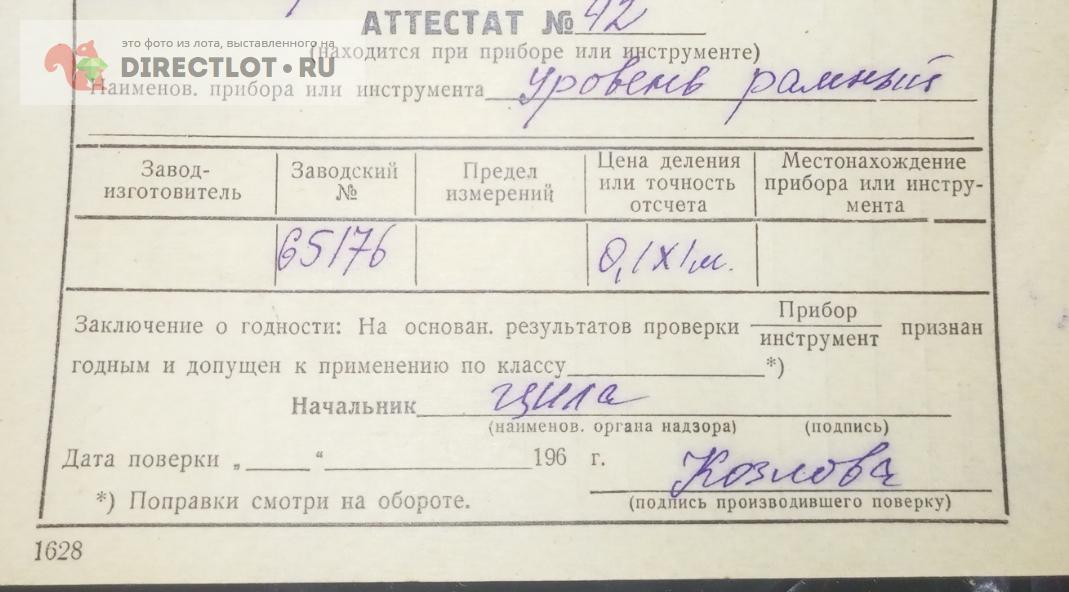 АТТЕСТАТ № 42
это фото из лота, выставленного на
(находится при приборе или инструменте)
DIRECTLOT.RU
Наименов. прибора или инструмента уровень рамный
Завод-изготовитель
Заводский №
Предел измерений
Цена деления или точность отсчета
Местонахождение прибора или инструмента
65176
0,1х1м.
Заключение о годности: На основан. результатов проверки Прибор/инструмент признан
годным и допущен к применению по классу *)
Начальник цила
(наименов. органа надзора) (подпись)
Дата поверки „ “ 196 г. Козлова
*) Поправки смотри на обороте. (подпись производившего поверку)
1628